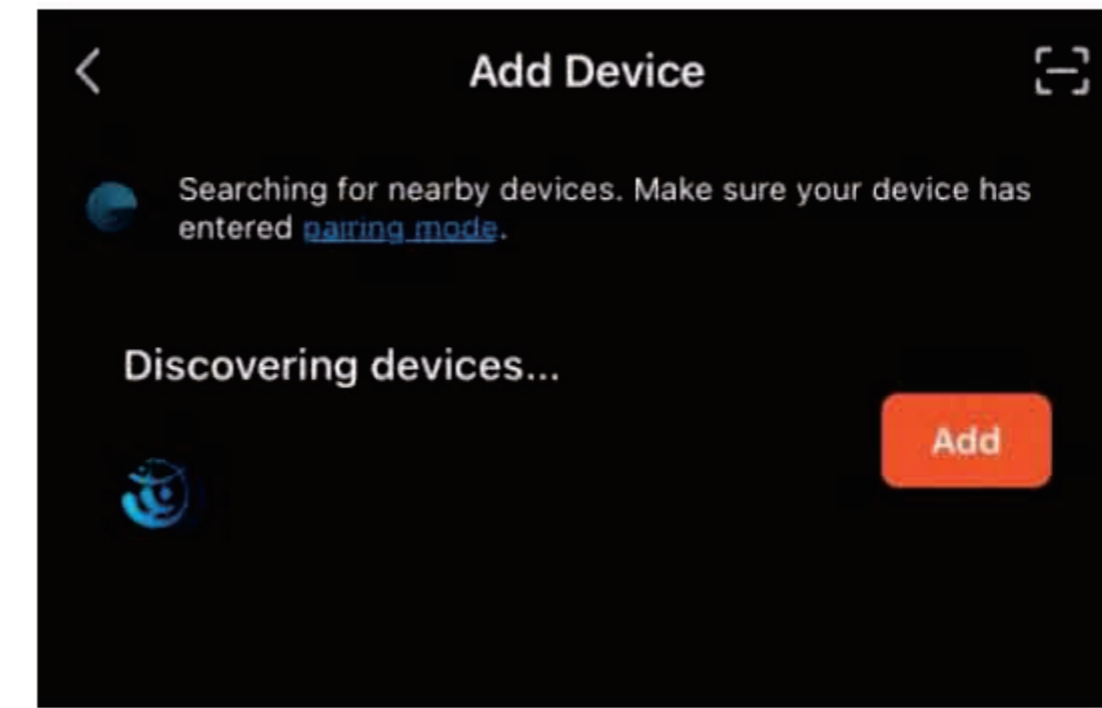 Add Device
Searching for nearby devices. Make sure your device has
entered pairing mode.
Discovering devices...
Add